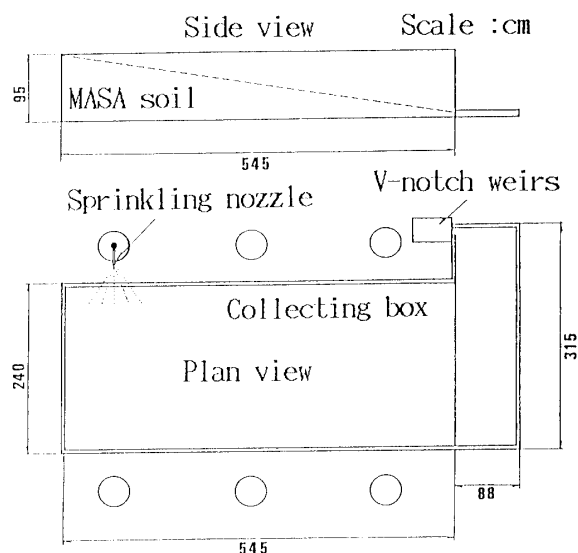 Side view
Scale :cm
95
MASA soil
545
Sprinkling nozzle
V-notch weirs
Collecting box
240
Plan view
315
88
545